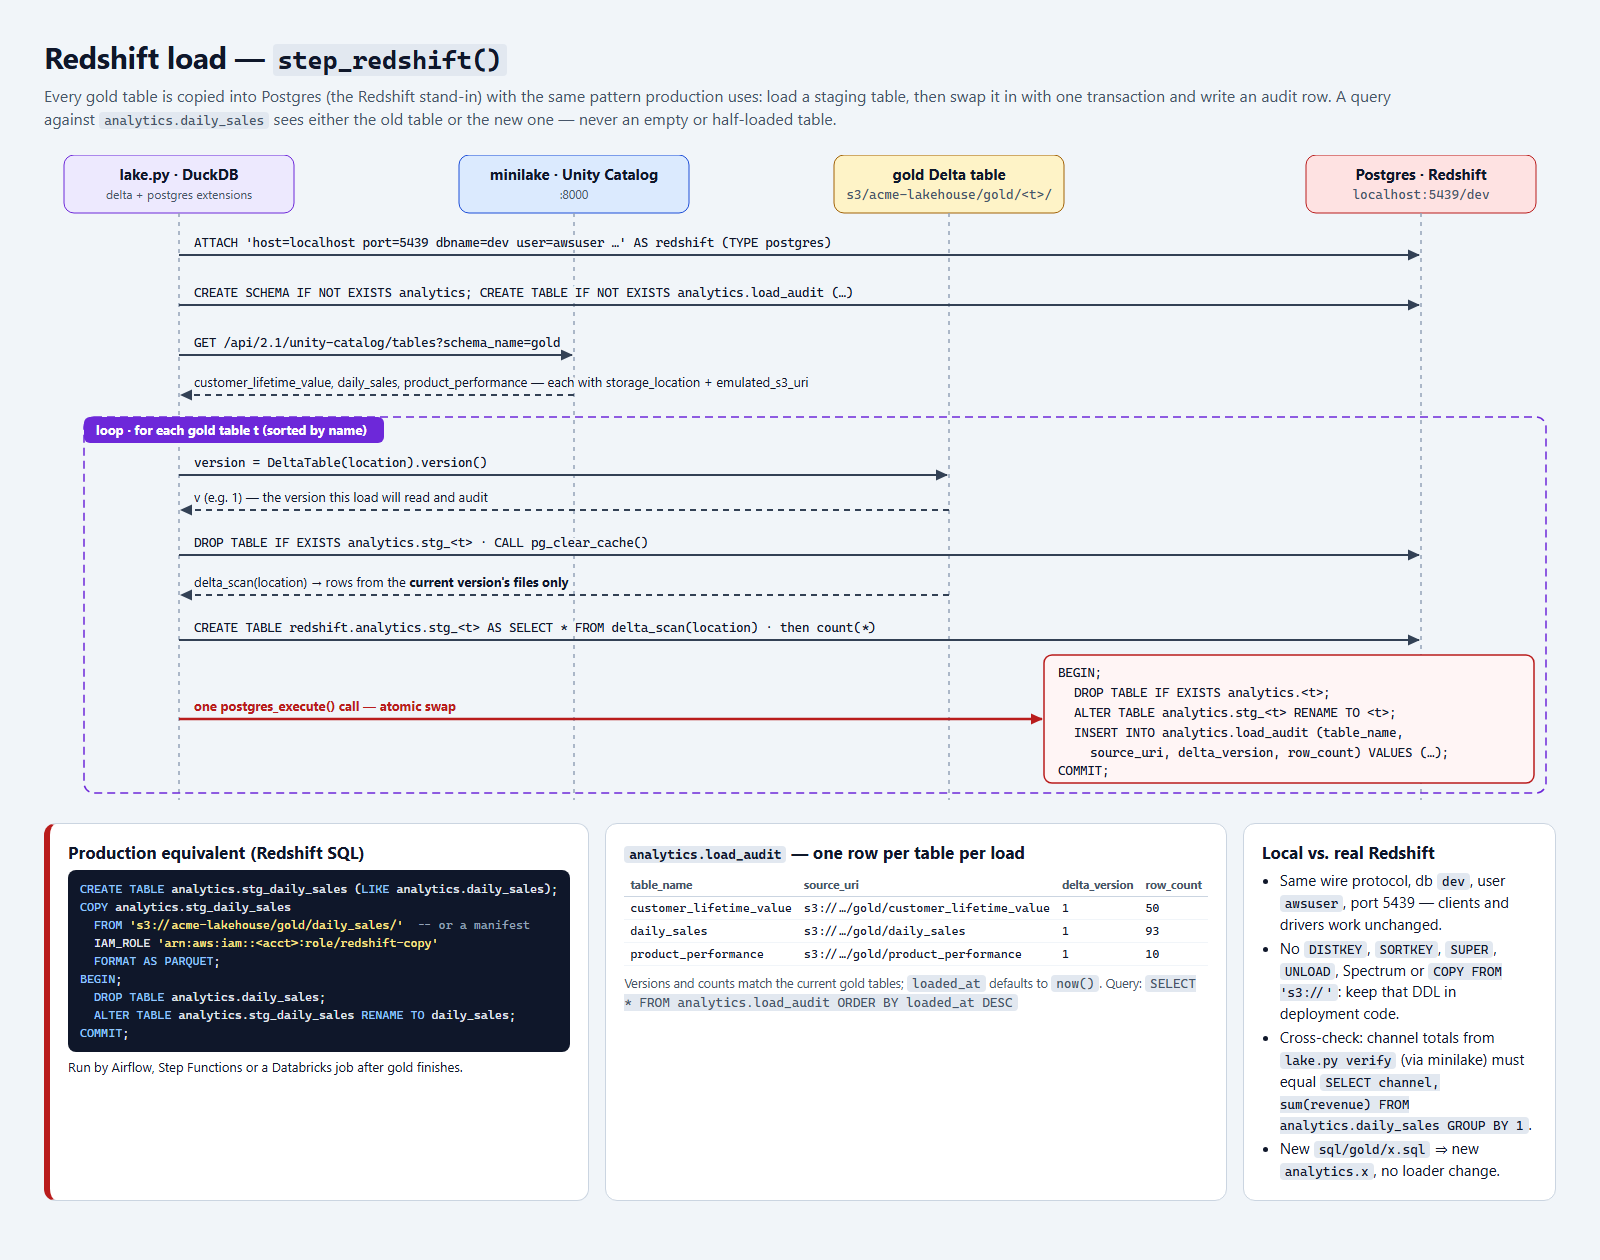 Redshift load — step_redshift()
Every gold table is copied into Postgres (the Redshift stand-in) with the same pattern production uses: load a staging table, then swap it in with one transaction and write an audit row. A query
against analytics.daily_sales sees either the old table or the new one — never an empty or half-loaded table.
lake.py · DuckDB
delta + postgres extensions
minilake · Unity Catalog
:8000
gold Delta table
s3/acme-lakehouse/gold/<t>/
Postgres · Redshift
localhost:5439/dev
ATTACH 'host=localhost port=5439 dbname=dev user=awsuser …' AS redshift (TYPE postgres)
CREATE SCHEMA IF NOT EXISTS analytics; CREATE TABLE IF NOT EXISTS analytics.load_audit (…)
GET /api/2.1/unity-catalog/tables?schema_name=gold
customer_lifetime_value, daily_sales, product_performance — each with storage_location + emulated_s3_uri
loop · for each gold table t (sorted by name)
version = DeltaTable(location).version()
v (e.g. 1) — the version this load will read and audit
DROP TABLE IF EXISTS analytics.stg_<t> · CALL pg_clear_cache()
delta_scan(location) → rows from the current version's files only
CREATE TABLE redshift.analytics.stg_<t> AS SELECT * FROM delta_scan(location) · then count(*)
one postgres_execute() call — atomic swap
BEGIN;
DROP TABLE IF EXISTS analytics.<t>;
ALTER TABLE analytics.stg_<t> RENAME TO <t>;
INSERT INTO analytics.load_audit (table_name,
source_uri, delta_version, row_count) VALUES (…);
COMMIT;
Production equivalent (Redshift SQL)
CREATE TABLE analytics.stg_daily_sales (LIKE analytics.daily_sales);
COPY analytics.stg_daily_sales
FROM 's3://acme-lakehouse/gold/daily_sales/' -- or a manifest
IAM_ROLE 'arn:aws:iam::<acct>:role/redshift-copy'
FORMAT AS PARQUET;
BEGIN;
DROP TABLE analytics.daily_sales;
ALTER TABLE analytics.stg_daily_sales RENAME TO daily_sales;
COMMIT;
Run by Airflow, Step Functions or a Databricks job after gold finishes.
analytics.load_audit — one row per table per load
table_name source_uri delta_version row_count
customer_lifetime_value s3://…/gold/customer_lifetime_value 1 50
daily_sales s3://…/gold/daily_sales 1 93
product_performance s3://…/gold/product_performance 1 10
Versions and counts match the current gold tables; loaded_at defaults to now(). Query: SELECT
* FROM analytics.load_audit ORDER BY loaded_at DESC
Local vs. real Redshift
• Same wire protocol, db dev, user
awsuser, port 5439 — clients and
drivers work unchanged.
• No DISTKEY, SORTKEY, SUPER,
UNLOAD, Spectrum or COPY FROM
's3://': keep that DDL in
deployment code.
• Cross-check: channel totals from
lake.py verify (via minilake) must
equal SELECT channel,
sum(revenue) FROM
analytics.daily_sales GROUP BY 1.
• New sql/gold/x.sql ⇒ new
analytics.x, no loader change.